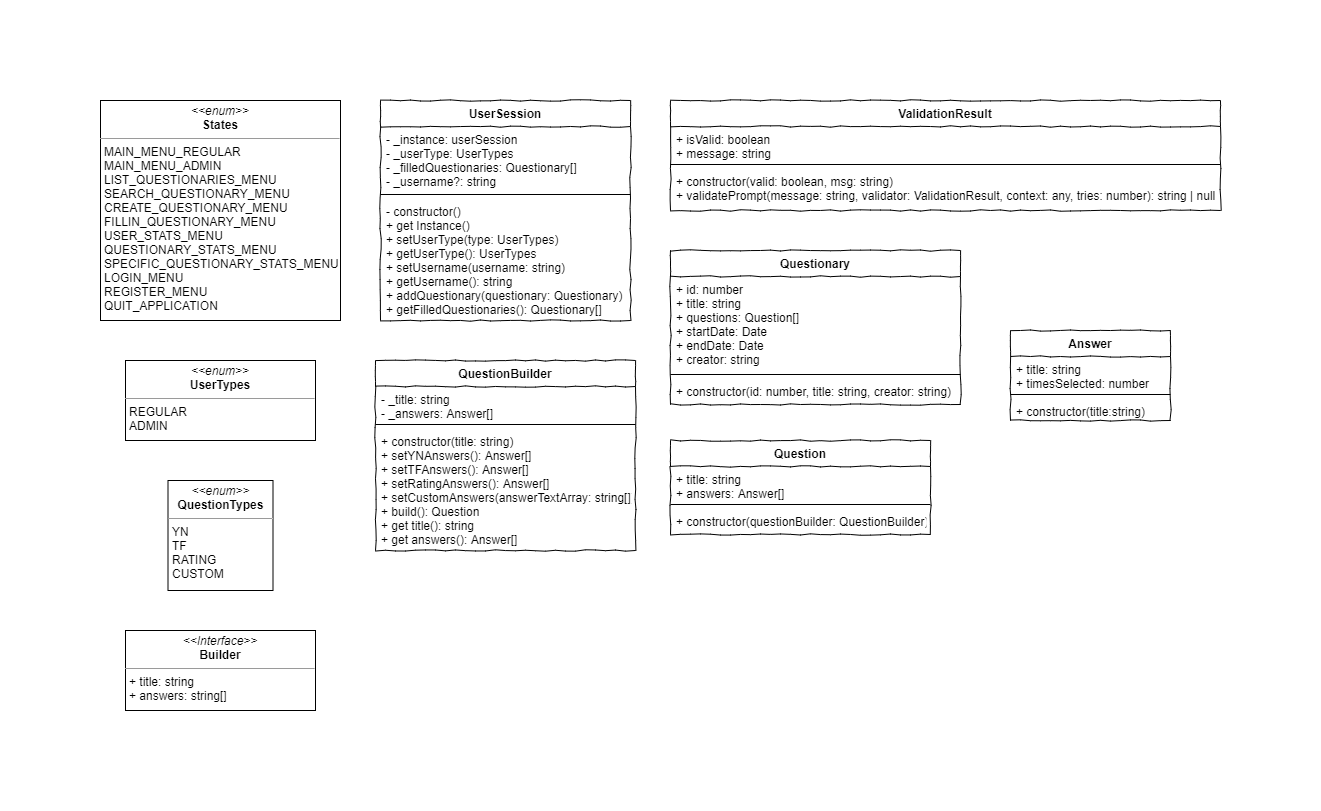 <<enum>>
States
MAIN_MENU_REGULAR
MAIN_MENU_ADMIN
LIST_QUESTIONARIES_MENU
SEARCH_QUESTIONARY_MENU
CREATE_QUESTIONARY_MENU
FILLIN_QUESTIONARY_MENU
USER_STATS_MENU
QUESTIONARY_STATS_MENU
SPECIFIC_QUESTIONARY_STATS_MENU
LOGIN_MENU
REGISTER_MENU
QUIT_APPLICATION
<<enum>>
UserTypes
REGULAR
ADMIN
<<enum>>
QuestionTypes
YN
TF
RATING
CUSTOM
<<Interface>>
Builder
+ title: string
+ answers: string[]
UserSession
- _instance: userSession
- _userType: UserTypes
- _filledQuestionaries: Questionary[]
- _username?: string
- constructor()
+ get Instance()
+ setUserType(type: UserTypes)
+ getUserType(): UserTypes
+ setUsername(username: string)
+ getUsername(): string
+ addQuestionary(questionary: Questionary)
+ getFilledQuestionaries(): Questionary[]
QuestionBuilder
- _title: string
- _answers: Answer[]
+ constructor(title: string)
+ setYNAnswers(): Answer[]
+ setTFAnswers(): Answer[]
+ setRatingAnswers(): Answer[]
+ setCustomAnswers(answerTextArray: string[]
+ build(): Question
+ get title(): string
+ get answers(): Answer[]
ValidationResult
+ isValid: boolean
+ message: string
+ constructor(valid: boolean, msg: string)
+ validatePrompt(message: string, validator: ValidationResult, context: any, tries: number): string | null
Questionary
+ id: number
+ title: string
+ questions: Question[]
+ startDate: Date
+ endDate: Date
+ creator: string
+ constructor(id: number, title: string, creator: string)
Question
+ title: string
+ answers: Answer[]
+ constructor(questionBuilder: QuestionBuilder)
Answer
+ title: string
+ timesSelected: number
+ constructor(title:string)